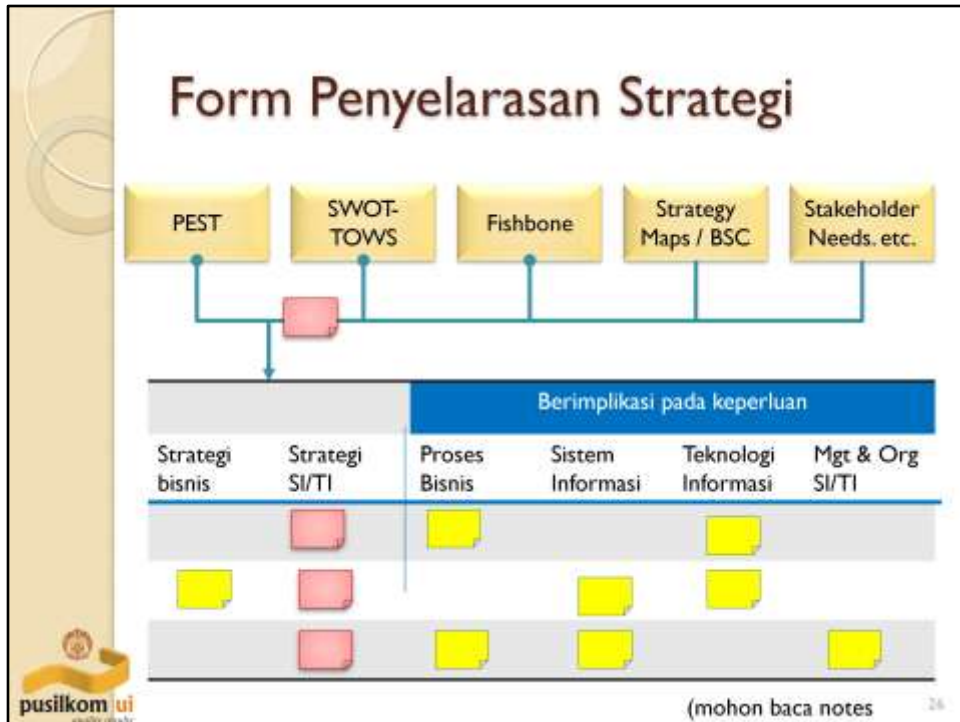 Form Penyelarasan Strategi
PEST
SWOT-
TOWS
Fishbone
Strategy
Maps / BSC
Stakeholder
Needs. etc.
Berimplikasi pada keperluan
Strategi
bisnis
Strategi
SI/TI
Proses
Bisnis
Sistem
Informasi
Teknologi
Informasi
Mgt & Org
SI/TI
pusilkom ui
(mohon baca notes
26